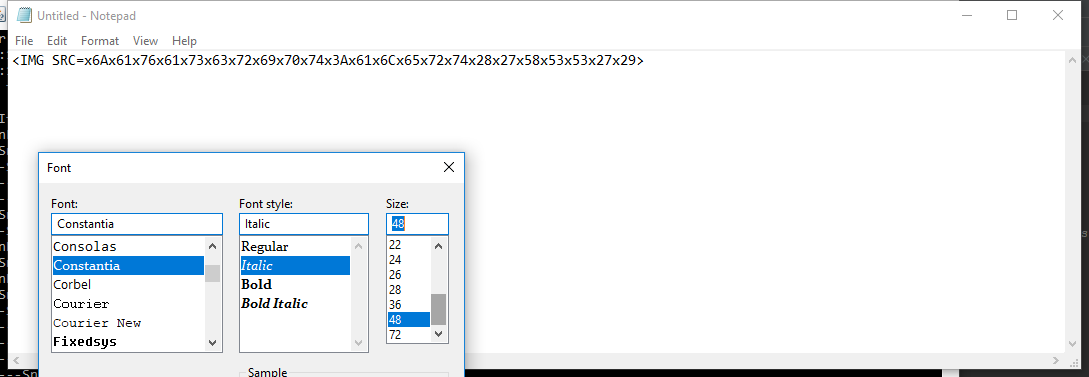 Untitled - Notepad
File Edit Format View Help
<IMG SRC=x6Ax61x76x61x73x63x72x69x70x74x3Ax61x6Cx65x72x74x28x27x58x53x53x27x29>
Font
Font: Font style: Size:
Constantia Italic 48
Consolas Regular 22
Constantia Italic 24
Corbel Bold 26
Courier Bold Italic 28
Courier New 36
Fixedsys 48
72
Sample